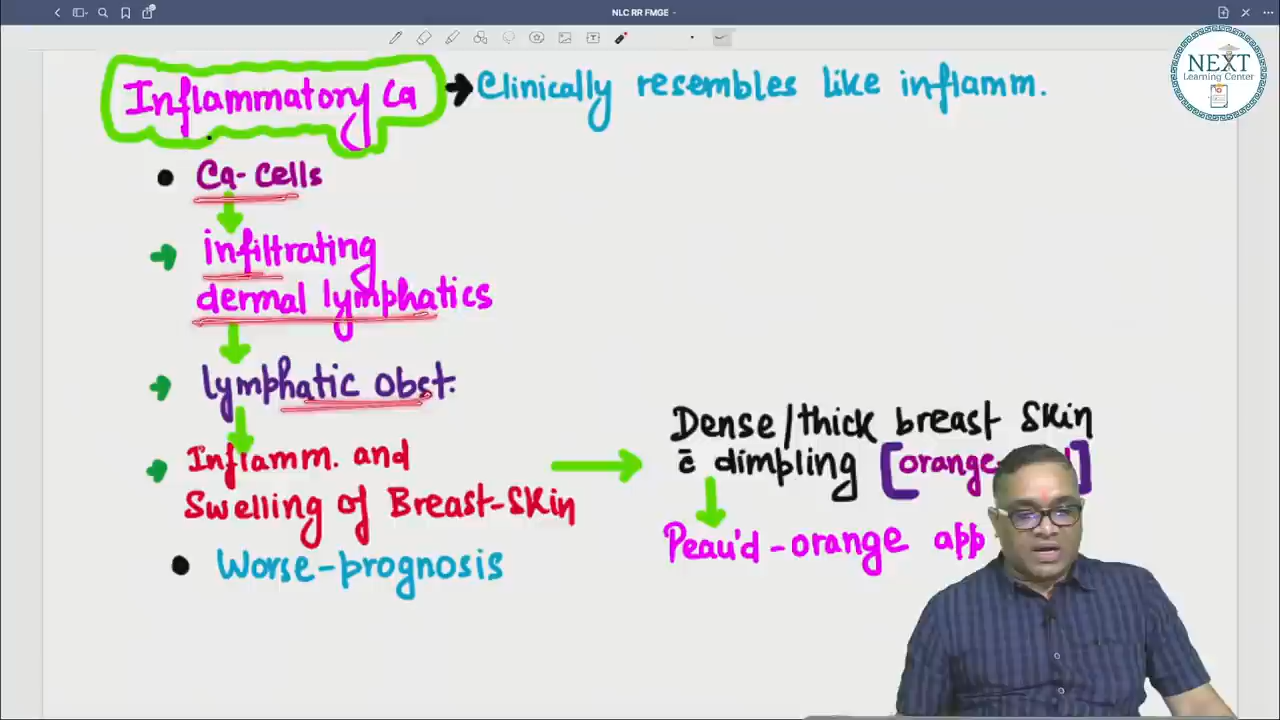 NLC RR FMGE
NEXT
Learning Center
Inflammatory Ca → Clinically resembles like inflamm.
• Ca-cells
→ infiltrating
dermal lymphatics
→ lymphatic obst.
→ Inflamm. and
Swelling of Breast-Skin
• Worse-prognosis
Dense/thick breast Skin
c̄ dimpling [orange
Peau'd-orange app